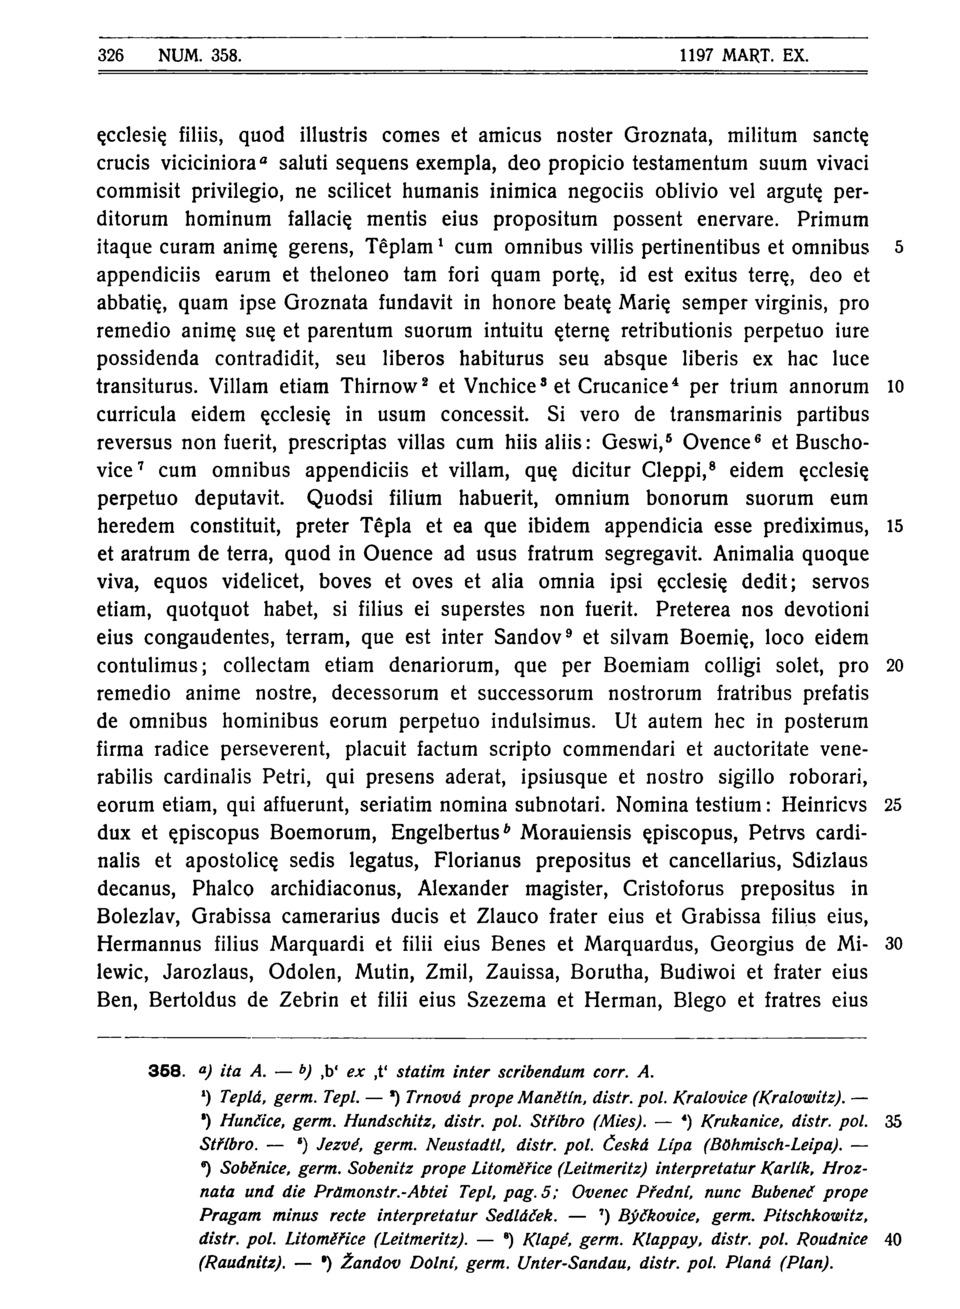 326 NUM. 358. 1197 MART. EX.
ęcclesię filiis, quod illustris comes et amicus noster Groznata, militum sanctę
crucis viciciniora ᵃ saluti sequens exempla, deo propicio testamentum suum vivaci
commisit privilegio, ne scilicet humanis inimica negociis oblivio vel argutę per-
ditorum hominum fallacię mentis eius propositum possent enervare. Primum
itaque curam animę gerens, Têplam ¹ cum omnibus villis pertinentibus et omnibus 5
appendiciis earum et theloneo tam fori quam portę, id est exitus terrę, deo et
abbatię, quam ipse Groznata fundavit in honore beatę Marię semper virginis, pro
remedio animę suę et parentum suorum intuitu ęternę retributionis perpetuo iure
possidenda contradidit, seu liberos habiturus seu absque liberis ex hac luce
transiturus. Villam etiam Thirnow ² et Vnchice ³ et Crucanice ⁴ per trium annorum 10
curricula eidem ęcclesię in usum concessit. Si vero de transmarinis partibus
reversus non fuerit, prescriptas villas cum hiis aliis: Geswi,⁵ Ovence ⁶ et Buscho-
vice ⁷ cum omnibus appendiciis et villam, quę dicitur Cleppi,⁸ eidem ęcclesię
perpetuo deputavit. Quodsi filium habuerit, omnium bonorum suorum eum
heredem constituit, preter Têpla et ea que ibidem appendicia esse prediximus, 15
et aratrum de terra, quod in Ouence ad usus fratrum segregavit. Animalia quoque
viva, equos videlicet, boves et oves et alia omnia ipsi ęcclesię dedit; servos
etiam, quotquot habet, si filius ei superstes non fuerit. Preterea nos devotioni
eius congaudentes, terram, que est inter Sandov ⁹ et silvam Boemię, loco eidem
contulimus; collectam etiam denariorum, que per Boemiam colligi solet, pro 20
remedio anime nostre, decessorum et successorum nostrorum fratribus prefatis
de omnibus hominibus eorum perpetuo indulsimus. Ut autem hec in posterum
firma radice perseverent, placuit factum scripto commendari et auctoritate vene-
rabilis cardinalis Petri, qui presens aderat, ipsiusque et nostro sigillo roborari,
eorum etiam, qui affuerunt, seriatim nomina subnotari. Nomina testium: Heinricvs 25
dux et ępiscopus Boemorum, Engelbertus ᵇ Morauiensis ępiscopus, Petrvs cardi-
nalis et apostolicę sedis legatus, Florianus prepositus et cancellarius, Sdizlaus
decanus, Phalco archidiaconus, Alexander magister, Cristoforus prepositus in
Bolezlav, Grabissa camerarius ducis et Zlauco frater eius et Grabissa filius eius,
Hermannus filius Marquardi et filii eius Benes et Marquardus, Georgius de Mi- 30
lewic, Jarozlaus, Odolen, Mutin, Zmil, Zauissa, Borutha, Budiwoi et frater eius
Ben, Bertoldus de Zebrin et filii eius Szezema et Herman, Blego et fratres eius
358. a) ita A. — b) ‚b‘ ex ‚t‘ statim inter scribendum corr. A.
¹) Teplá, germ. Tepl. — ²) Trnová prope Manětín, distr. pol. Kralovice (Kralowitz). —
³) Hunčice, germ. Hundschitz, distr. pol. Stříbro (Mies). — ⁴) Krukanice, distr. pol. 35
Stříbro. — ⁵) Jezvé, germ. Neustadtl, distr. pol. Česká Lípa (Böhmisch-Leipa). —
⁶) Soběnice, germ. Sobenitz prope Litoměřice (Leitmeritz) interpretatur Karlík, Hroz-
nata und die Prämonstr.-Abtei Tepl, pag. 5; Ovenec Přední, nunc Bubeneč prope
Pragam minus recte interpretatur Sedláček. — ⁷) Býčkovice, germ. Pitschkowitz,
distr. pol. Litoměřice (Leitmeritz). — ⁸) Klapé, germ. Klappay, distr. pol. Roudnice 40
(Raudnitz). — ⁹) Žandov Dolní, germ. Unter-Sandau, distr. pol. Planá (Plan).